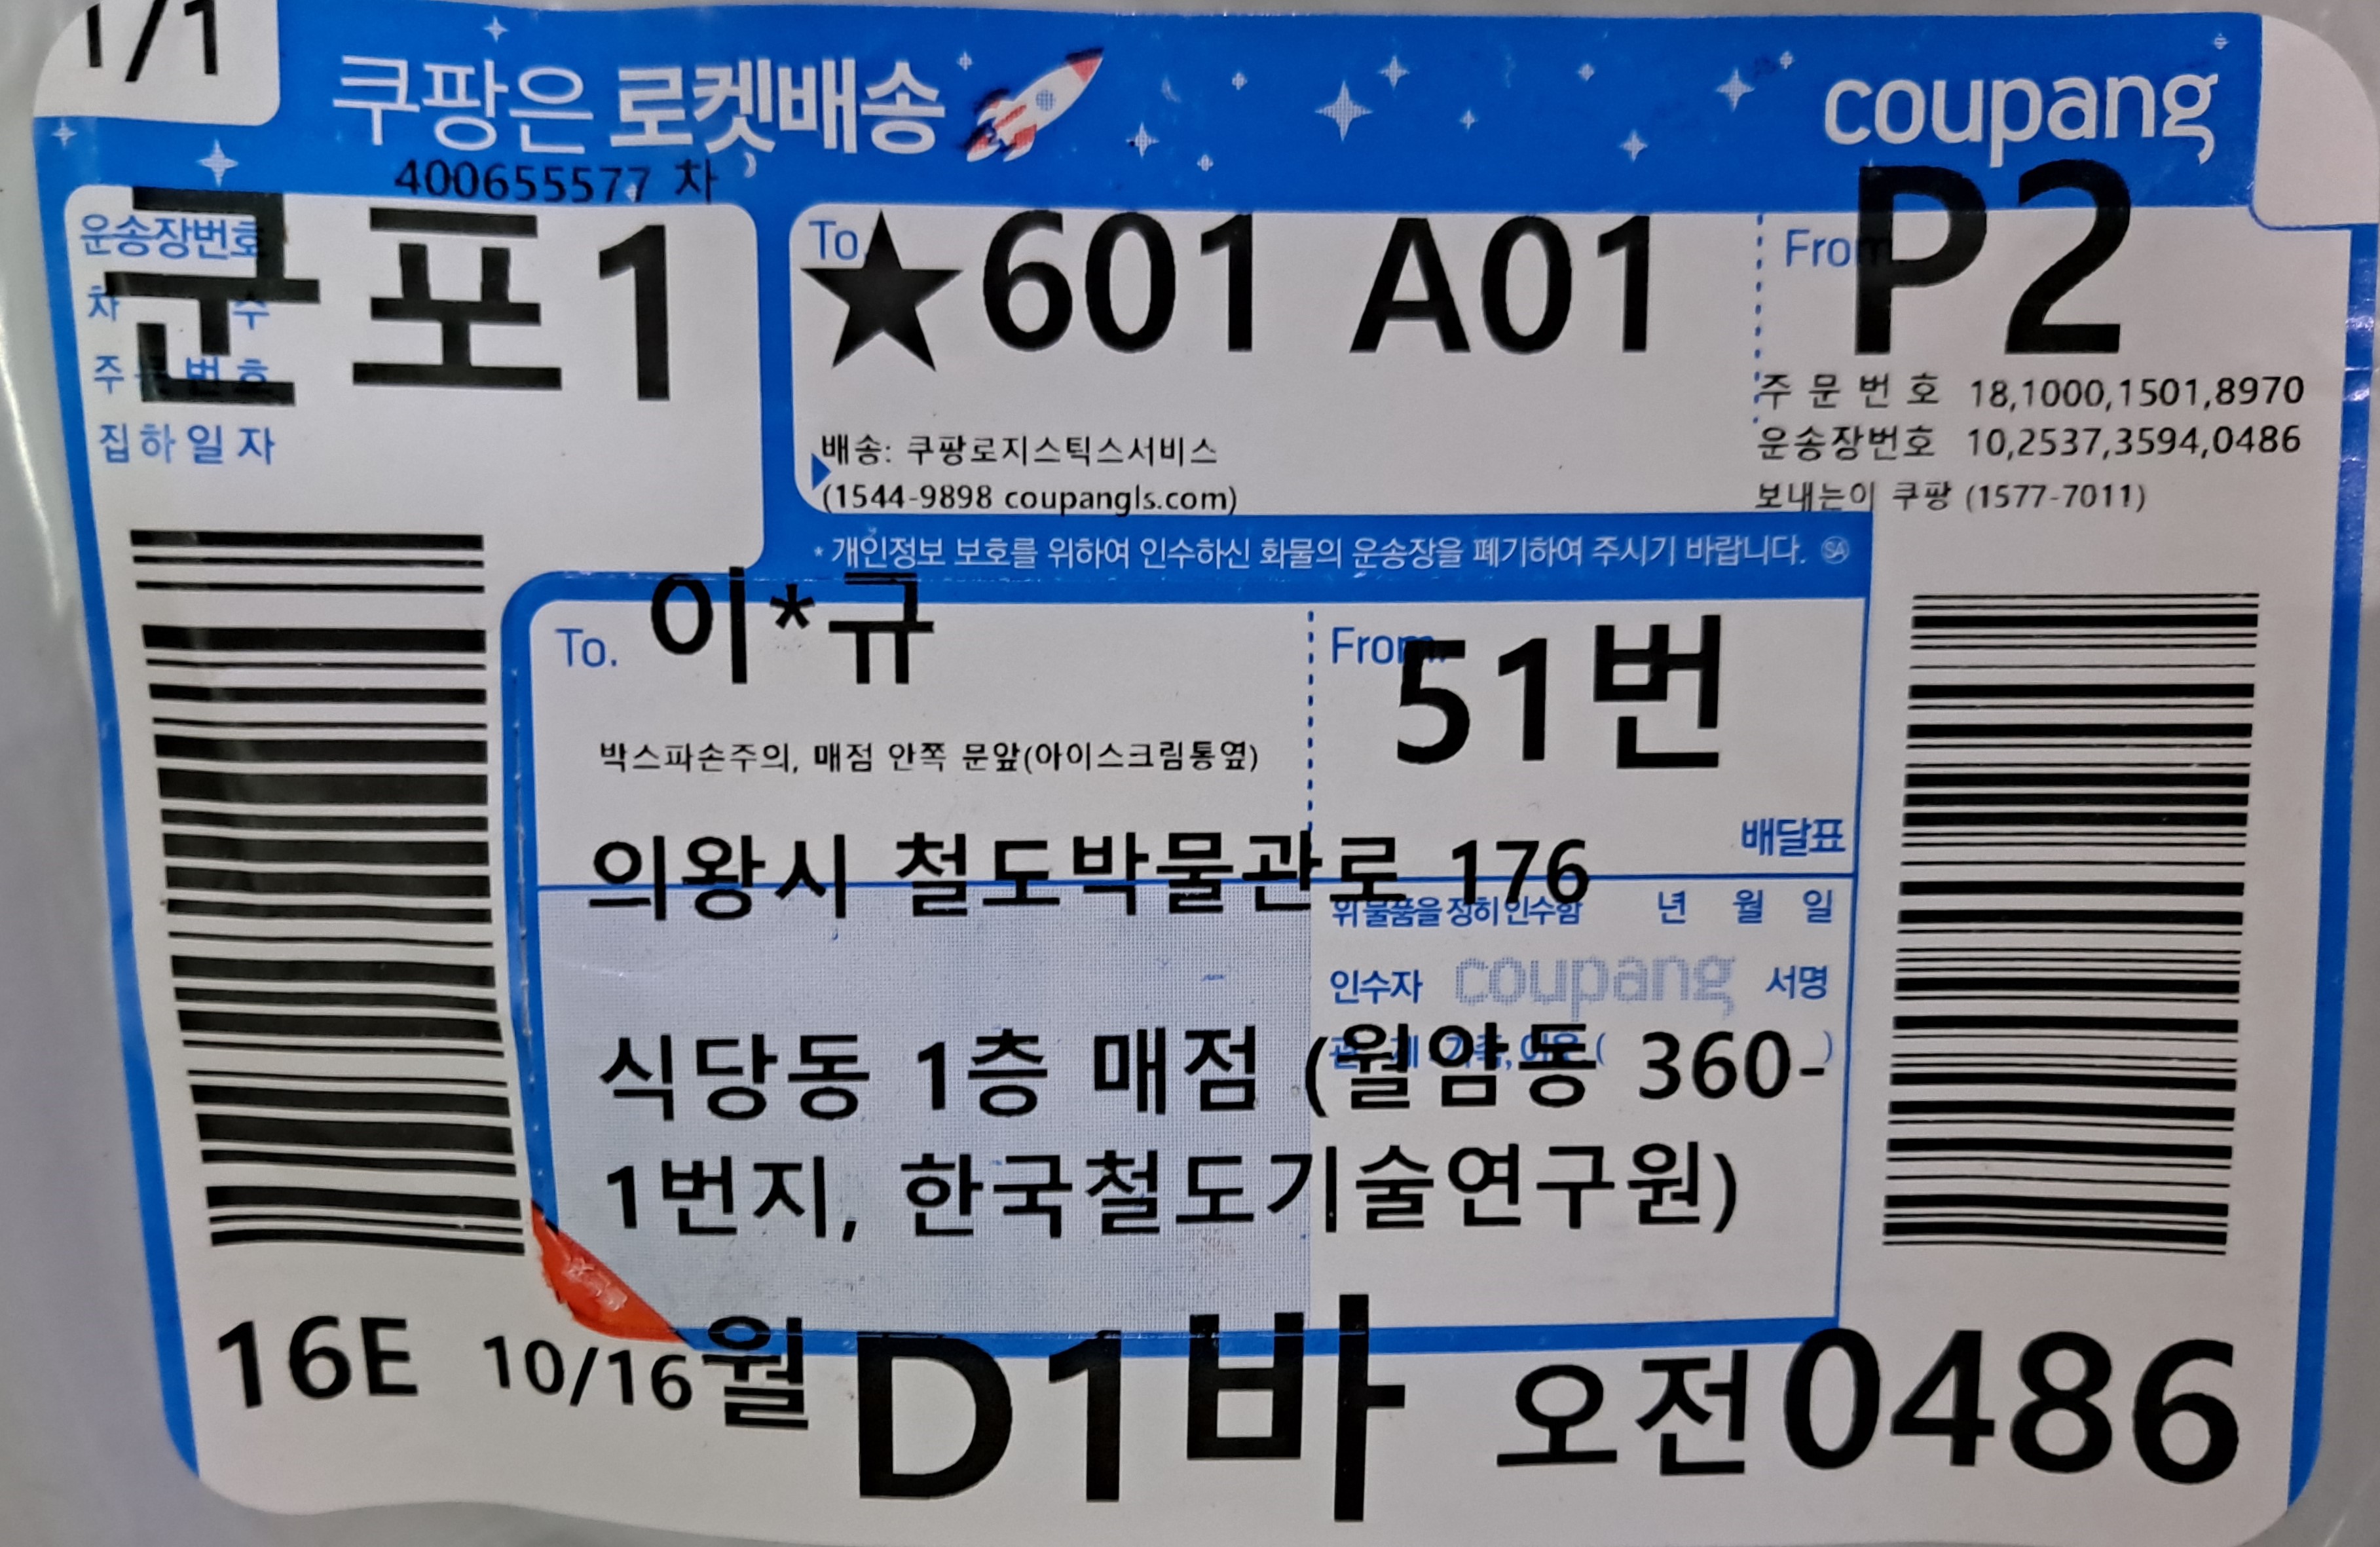 1/1
쿠팡은 로켓배송
coupang
400655577 차
운송장번호
군포1
집하일자
To
★601 A01
From
P2
주문번호 18,1000,1501,8970
운송장번호 10,2537,3594,0486
보내는이 쿠팡 (1577-7011)
배송: 쿠팡로지스틱스서비스
(1544-9898 coupangls.com)
* 개인정보 보호를 위하여 인수하신 화물의 운송장을 폐기하여 주시기 바랍니다. SA
To. 이*규
From.
51번
박스파손주의, 매점 안쪽 문앞(아이스크림통옆)
배달표
의왕시 철도박물관로 176
위 물품을 정히 인수함 년 월 일
인수자 coupang 서명
식당동 1층 매점 (월암동 360-
1번지, 한국철도기술연구원)
16E 10/16월 D1바 오전 0486